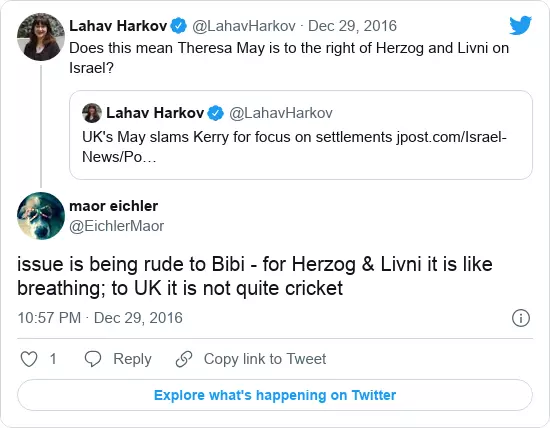 Lahav Harkov @LahavHarkov · Dec 29, 2016
Does this mean Theresa May is to the right of Herzog and Livni on
Israel?
Lahav Harkov @LahavHarkov
UK's May slams Kerry for focus on settlements jpost.com/Israel-
News/Po…
maor eichler
@EichlerMaor
issue is being rude to Bibi - for Herzog & Livni it is like
breathing; to UK it is not quite cricket
10:57 PM · Dec 29, 2016
1 Reply Copy link to Tweet
Explore what's happening on Twitter